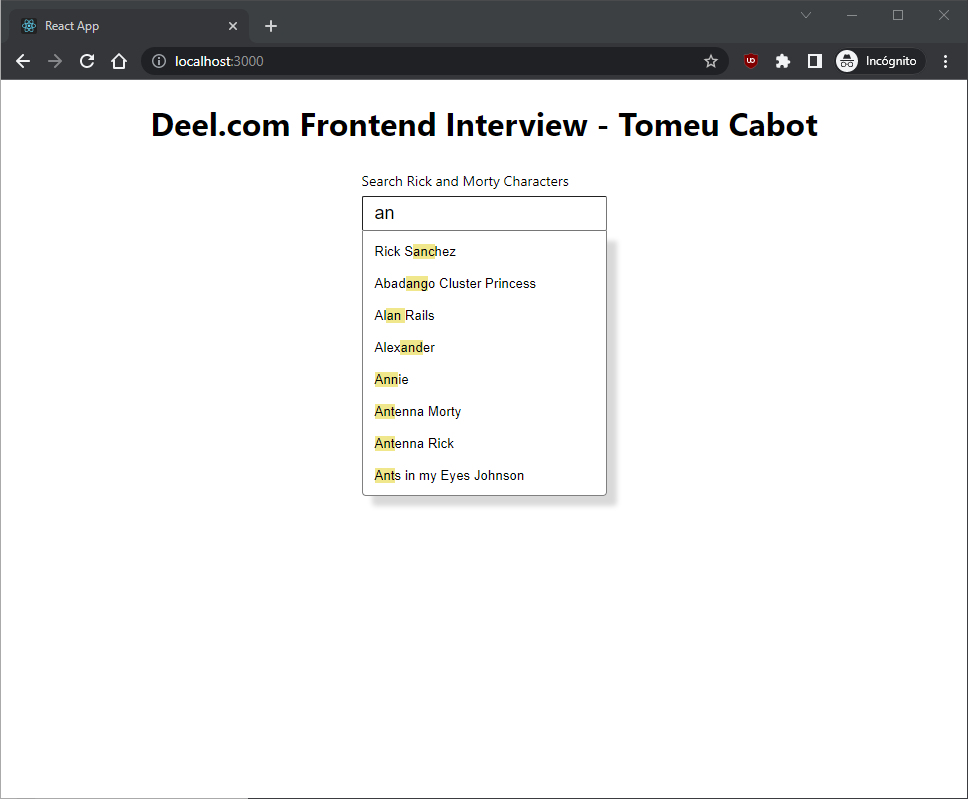 React App
localhost:3000
UO
Incógnito
Deel.com Frontend Interview - Tomeu Cabot
Search Rick and Morty Characters
an
Rick Sanchez
Abadango Cluster Princess
Alan Rails
Alexander
Annie
Antenna Morty
Antenna Rick
Ants in my Eyes Johnson